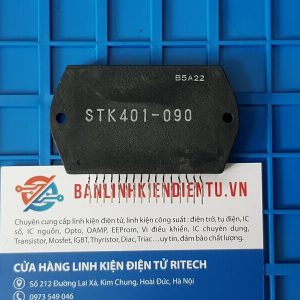 B5A22
STK401-090
BANLINHKIENDIENTU.VN
Chuyên cung cấp linh kiện điện tử, linh kiện công suất : điện trở, tụ điện, IC
số, IC nguồn, Opto, OAMP, EEProm, Vi điều khiển, IC chuyên dụng,
Transistor, Mosfet, IGBT, Thyristor, Diac, Triac ...uy tín, đảm bảo chất lượng.
CỬA HÀNG LINH KIỆN ĐIỆN TỬ RITECH
Số 212 Đường Lai Xá, Kim Chung, Hoài Đức, Hà Nội
0973 549 046